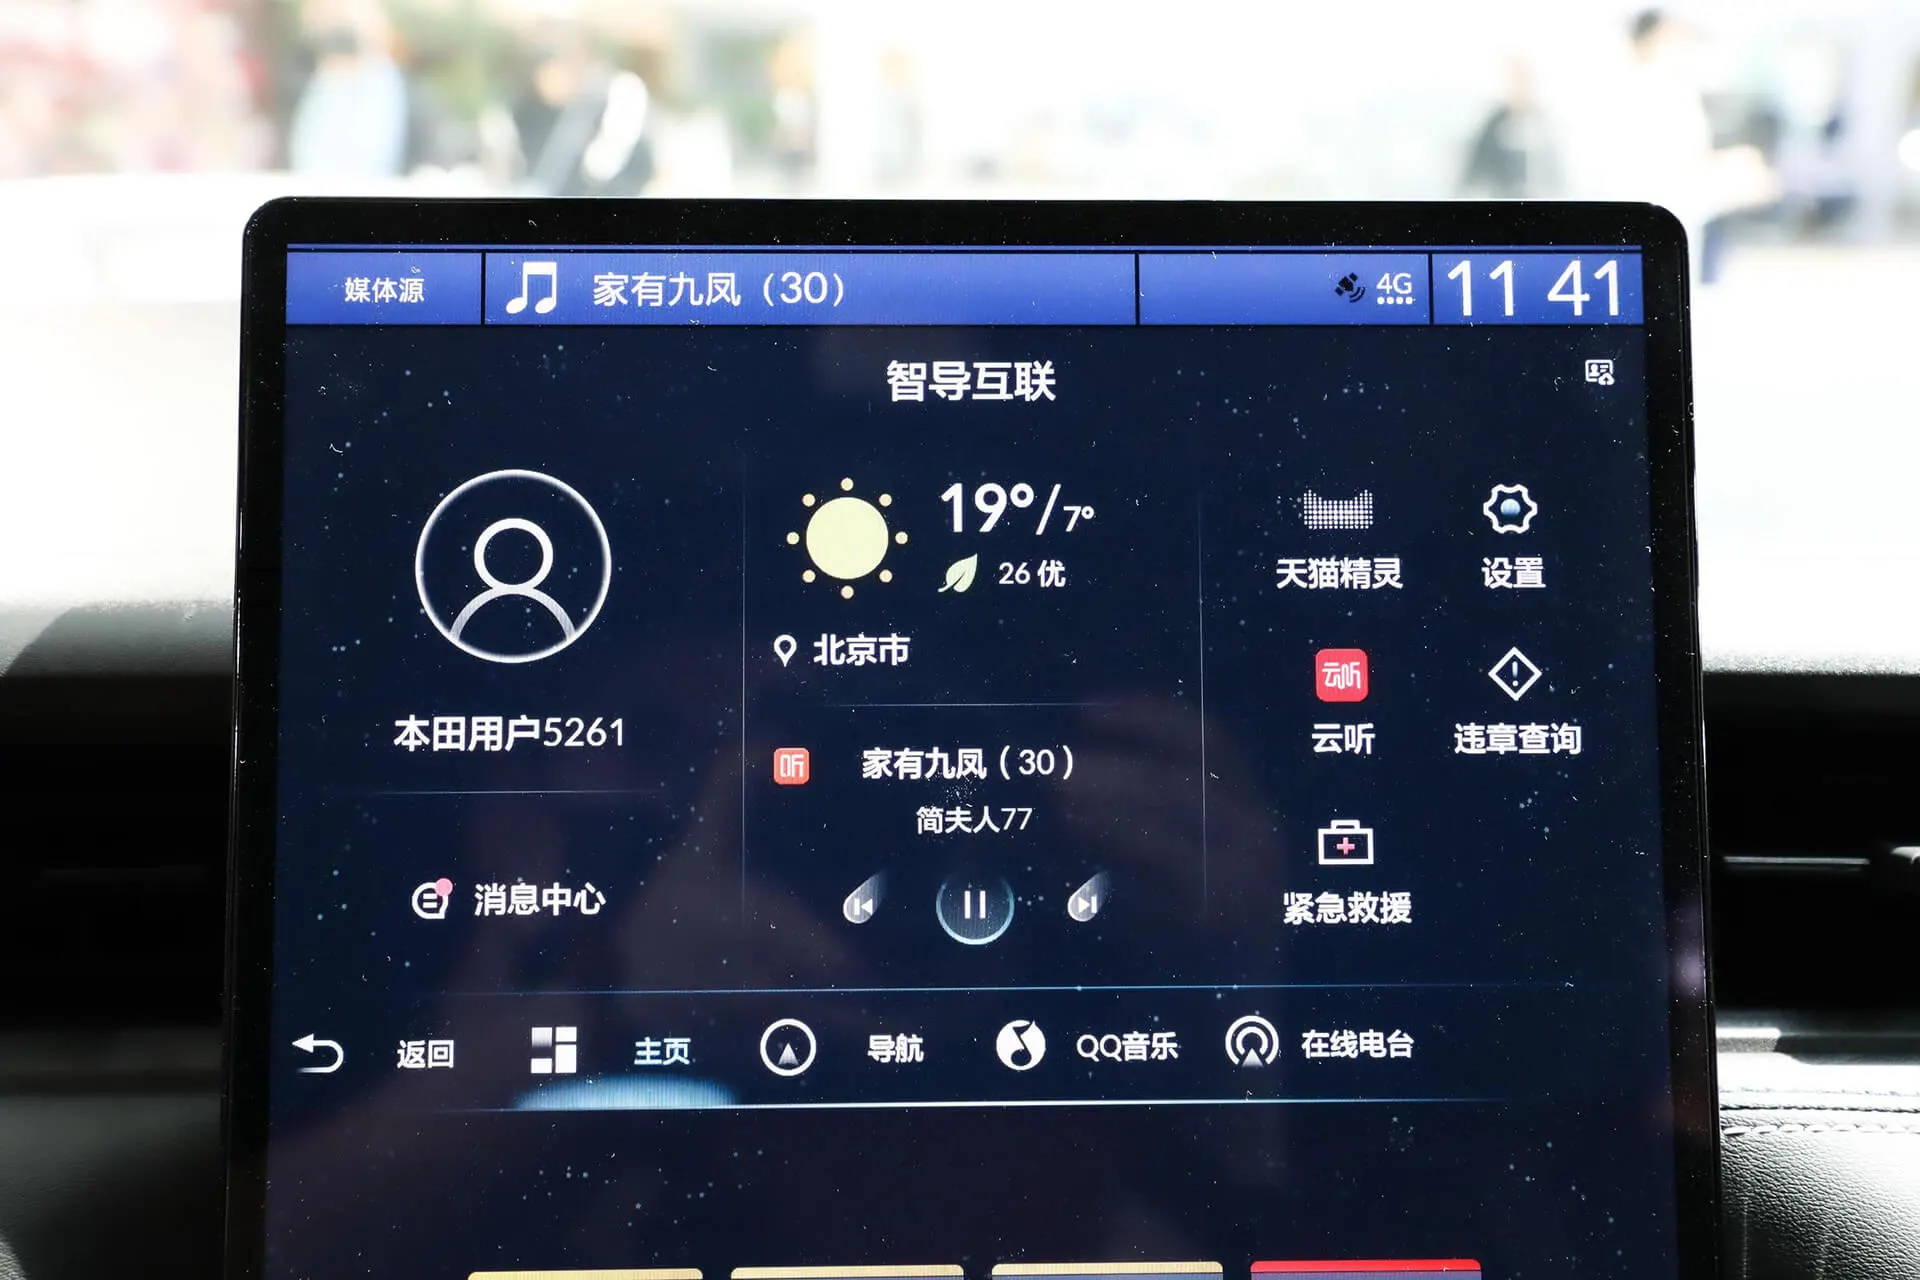 媒体源
家有九凤（30）
4G
11 41
智导互联
19°/7°
26 优
北京市
本田用户5261
消息中心
听
家有九凤（30）
简夫人77
天猫精灵
设置
云听
云听
违章查询
紧急救援
返回
主页
导航
QQ音乐
在线电台